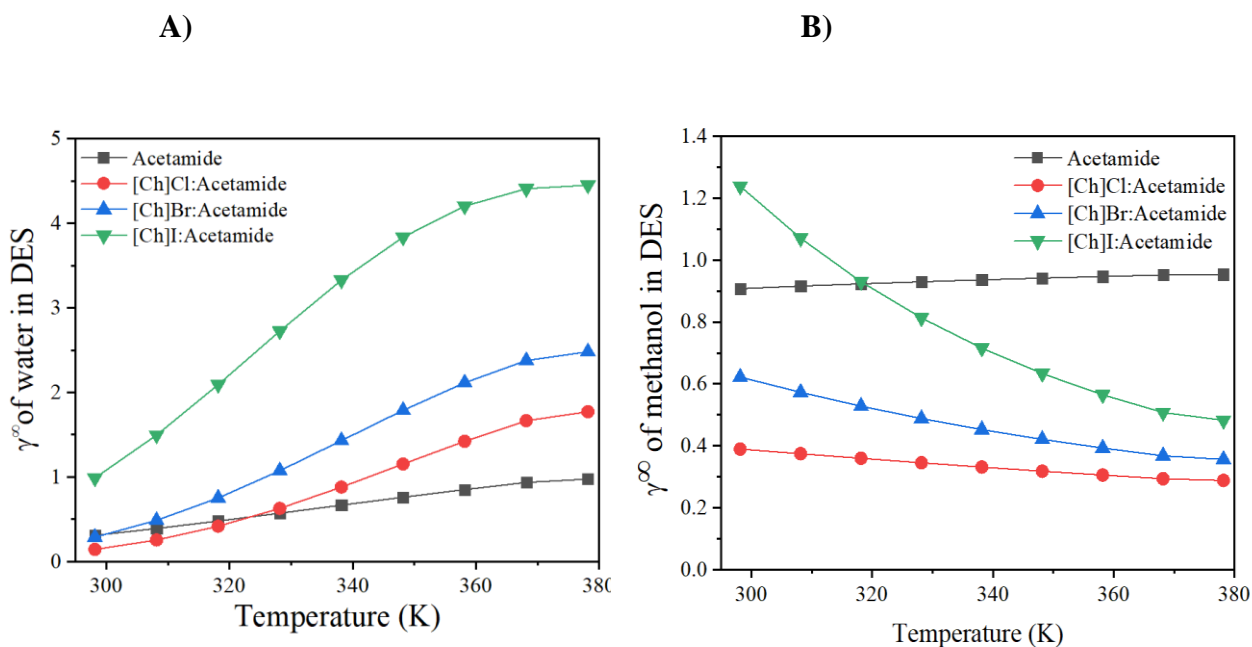 A)
B)
5
4
3
2
1
0
300
320
340
360
380
γ∞ of water in DES
Temperature (K)
Acetamide
[Ch]Cl:Acetamide
[Ch]Br:Acetamide
[Ch]I:Acetamide
1.4
1.2
1.0
0.8
0.6
0.4
0.2
0.0
300
320
340
360
380
γ∞ of methanol in DES
Temperature (K)
Acetamide
[Ch]Cl:Acetamide
[Ch]Br:Acetamide
[Ch]I:Acetamide